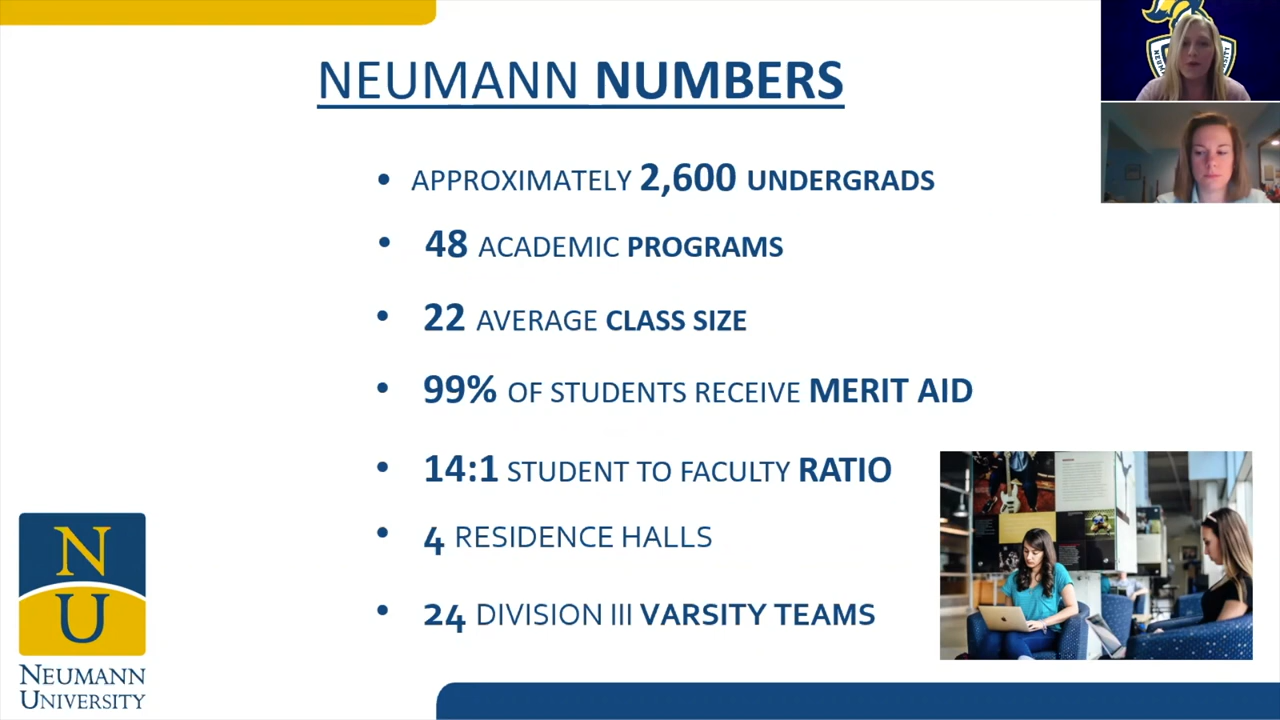 NEUMANN NUMBERS
• APPROXIMATELY 2,600 UNDERGRADS
• 48 ACADEMIC PROGRAMS
• 22 AVERAGE CLASS SIZE
• 99% OF STUDENTS RECEIVE MERIT AID
• 14:1 STUDENT TO FACULTY RATIO
• 4 RESIDENCE HALLS
• 24 DIVISION III VARSITY TEAMS
N
U
NEUMANN
UNIVERSITY